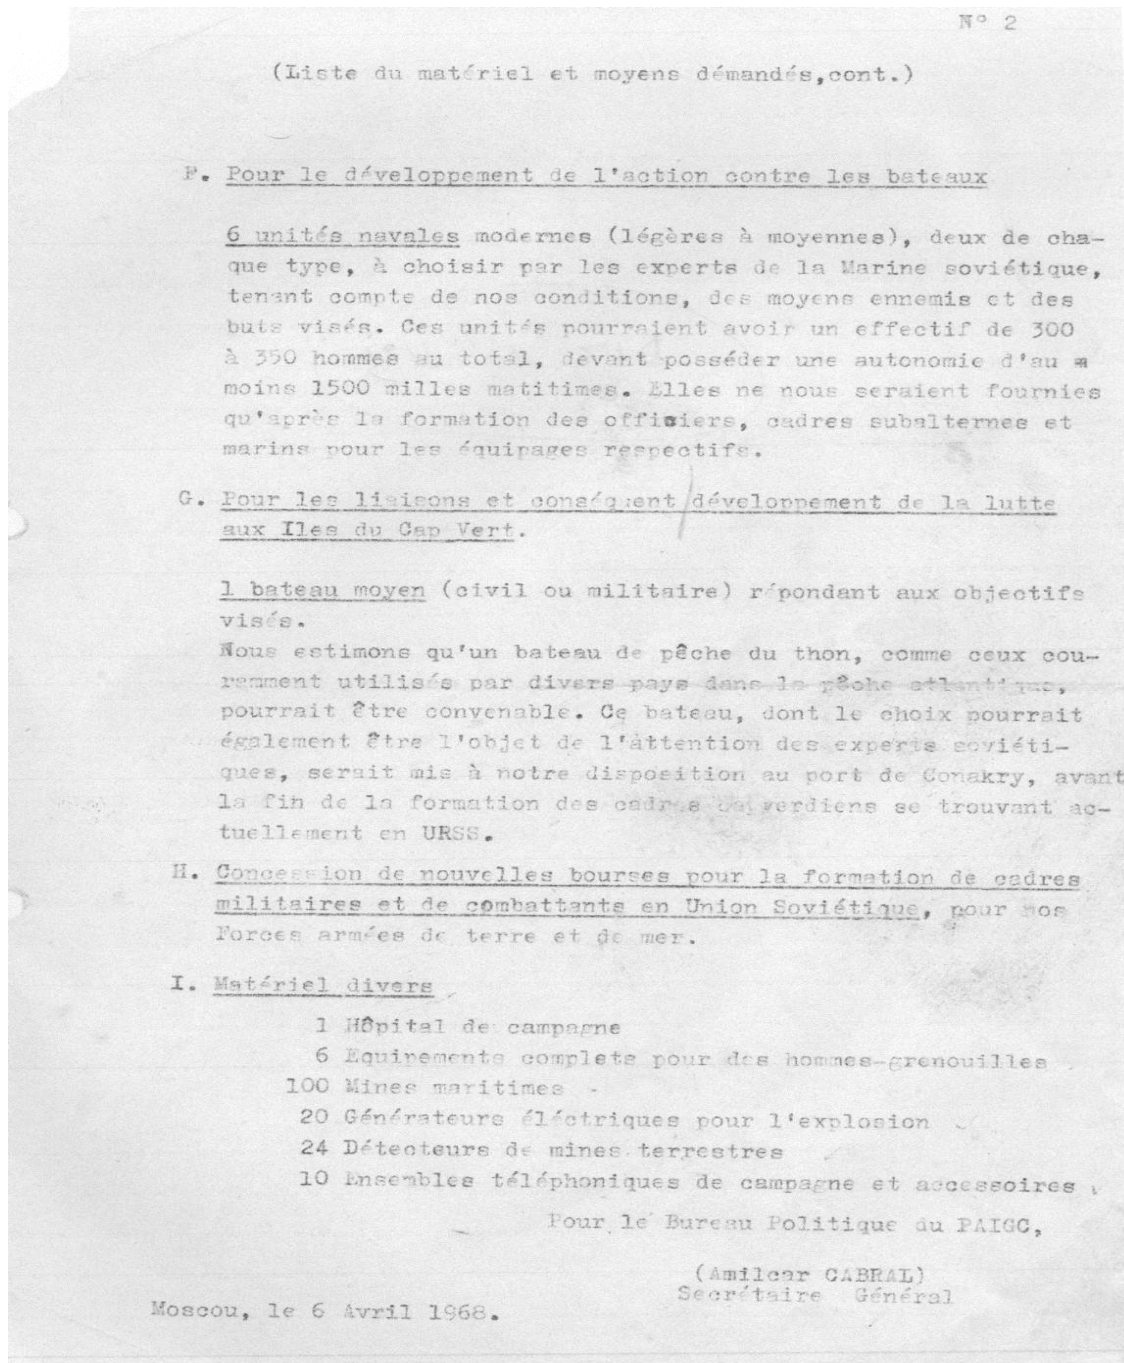 N° 2
(Liste du matériel et moyens démandés,cont.)
F. Pour le développement de l'action contre les bateaux
6 unités navales modernes (légères à moyennes), deux de cha-
que type, à choisir par les experts de la Marine soviétique,
tenant compte de nos conditions, des moyens ennemis et des
buts visés. Ces unités pourraient avoir un effectif de 300
à 350 hommes au total, devant posséder une autonomie d'au
moins 1500 milles matitimes. Elles ne nous seraient fournies
qu'après la formation des officiers, cadres subalternes et
marins pour les équipages respectifs.
G. Pour les liaisons et conséquent développement de la lutte
aux Iles du Cap Vert.
1 bateau moyen (civil ou militaire) répondant aux objectifs
visés.
Nous estimons qu'un bateau de pêche du thon, comme ceux cou-
ramment utilisés par divers pays dans la pêche atlantique,
pourrait être convenable. Ce bateau, dont le choix pourrait
également être l'objet de l'attention des experts soviéti-
ques, serait mis à notre disposition au port de Conakry, avant
la fin de la formation des cadres capverdiens se trouvant ac-
tuellement en URSS.
H. Concession de nouvelles bourses pour la formation de cadres
militaires et de combattants en Union Soviétique, pour nos
Forces armées de terre et de mer.
I. Matériel divers
1 Hôpital de campagne
6 Equipements complets pour des hommes-grenouilles
100 Mines maritimes -
20 Générateurs éléctriques pour l'explosion
24 Détecteurs de mines terrestres
10 Ensembles téléphoniques de campagne et accessoires
Pour le Bureau Politique du PAIGC,
(Amilcar CABRAL)
Secrétaire Général
Moscou, le 6 Avril 1968.